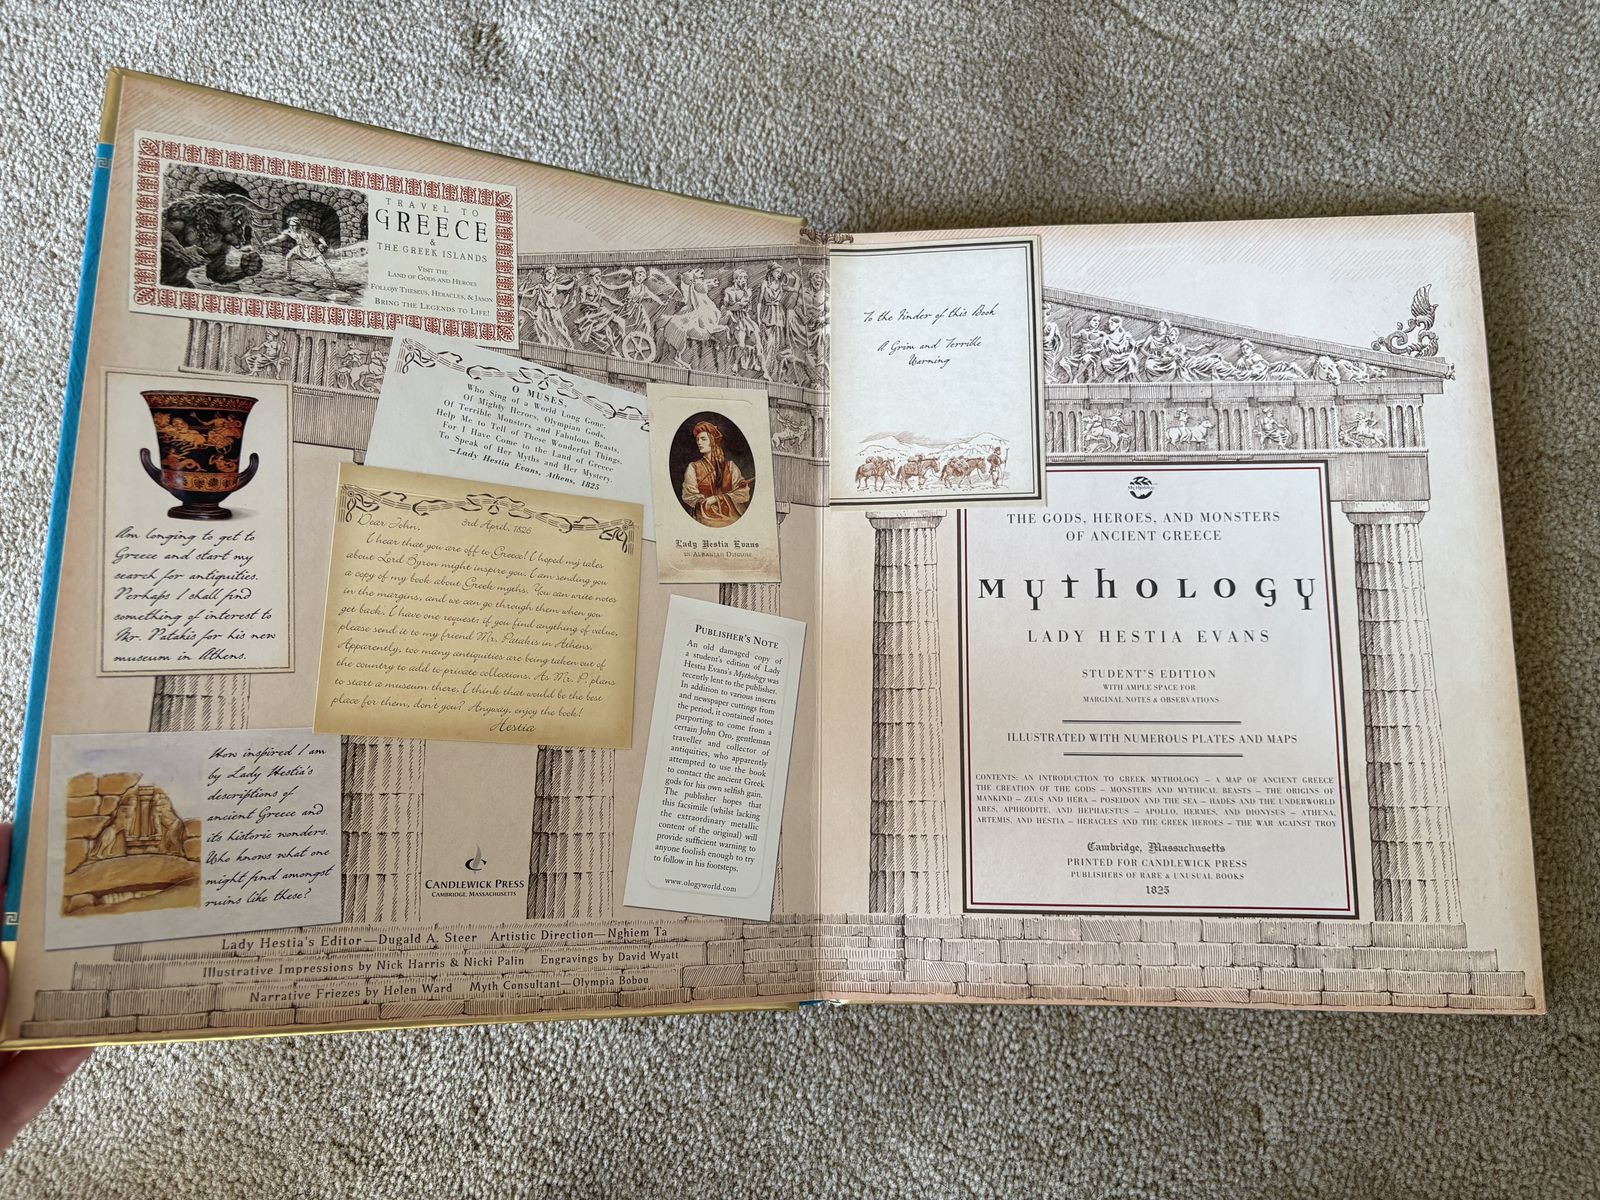 TRAVEL TO
GREECE
&
THE GREEK ISLANDS
VISIT THE
LAND OF GODS AND HEROES
FOLLOW THESEUS, HERACLES, & JASON
BRING THE LEGENDS TO LIFE!
O MUSES,
Who Sing of a World Long Gone,
Of Mighty Heroes, Olympian Gods,
Of Terrible Monsters and Fabulous Beasts,
Help Me to Tell of These Wonderful Things.
For I Have Come to the Land of Greece
To Speak of Her Myths and Her Mystery.
—Lady Hestia Evans, Athens, 1825
Am longing to get to
Greece and start my
search for antiquities.
Perhaps I shall find
something of interest to
Mr. Patakis for his new
museum in Athens.
Dear John, 3rd April, 1826
I hear that you are off to Greece! I hoped my tales
about Lord Byron might inspire you. I am sending you
a copy of my book about Greek myths. You can write notes
in the margins, and we can go through them when you
get back. I have one request: if you find anything of value,
please send it to my friend Mr. Patakis in Athens.
Apparently, too many antiquities are being taken out of
the country to add to private collections. As Mr. P. plans
to start a museum there, I think that would be the best
place for them, don't you? Anyway, enjoy the book!
Hestia
Lady Hestia Evans
IN ALBANIAN DISGUISE
PUBLISHER'S NOTE
An old damaged copy of
a student's edition of Lady
Hestia Evans's Mythology was
recently lent to the publisher.
In addition to various inserts
and newspaper cuttings from
the period, it contained notes
purporting to come from a
certain John Oro, gentleman
traveller and collector of
antiquities, who apparently
attempted to use the book
to contact the ancient Greek
gods for his own selfish gain.
The publisher hopes that
this facsimile (whilst lacking
the extraordinary metallic
content of the original) will
provide sufficient warning to
anyone foolish enough to try
to follow in his footsteps.
www.ologyworld.com
How inspired I am
by Lady Hestia's
descriptions of
ancient Greece and
its historic wonders.
Who knows what one
might find amongst
ruins like these?
CANDLEWICK PRESS
CAMBRIDGE, MASSACHUSETTS
Lady Hestia's Editor—Dugald A. Steer Artistic Direction—Nghiem Ta
Illustrative Impressions by Nick Harris & Nicki Palin Engravings by David Wyatt
Narrative Friezes by Helen Ward Myth Consultant—Olympia Bobou
To the Finder of this Book
A Grim and Terrible
Warning
THE GODS, HEROES, AND MONSTERS
OF ANCIENT GREECE
MYTHOLOGY
LADY HESTIA EVANS
STUDENT'S EDITION
WITH AMPLE SPACE FOR
MARGINAL NOTES & OBSERVATIONS
ILLUSTRATED WITH NUMEROUS PLATES AND MAPS
CONTENTS: AN INTRODUCTION TO GREEK MYTHOLOGY – A MAP OF ANCIENT GREECE
THE CREATION OF THE GODS – MONSTERS AND MYTHICAL BEASTS – THE ORIGINS OF
MANKIND – ZEUS AND HERA – POSEIDON AND THE SEA – HADES AND THE UNDERWORLD
ARES, APHRODITE, AND HEPHAESTUS – APOLLO, HERMES, AND DIONYSUS – ATHENA,
ARTEMIS, AND HESTIA – HERACLES AND THE GREEK HEROES – THE WAR AGAINST TROY
Cambridge, Massachusetts
PRINTED FOR CANDLEWICK PRESS
PUBLISHERS OF RARE & UNUSUAL BOOKS
1825